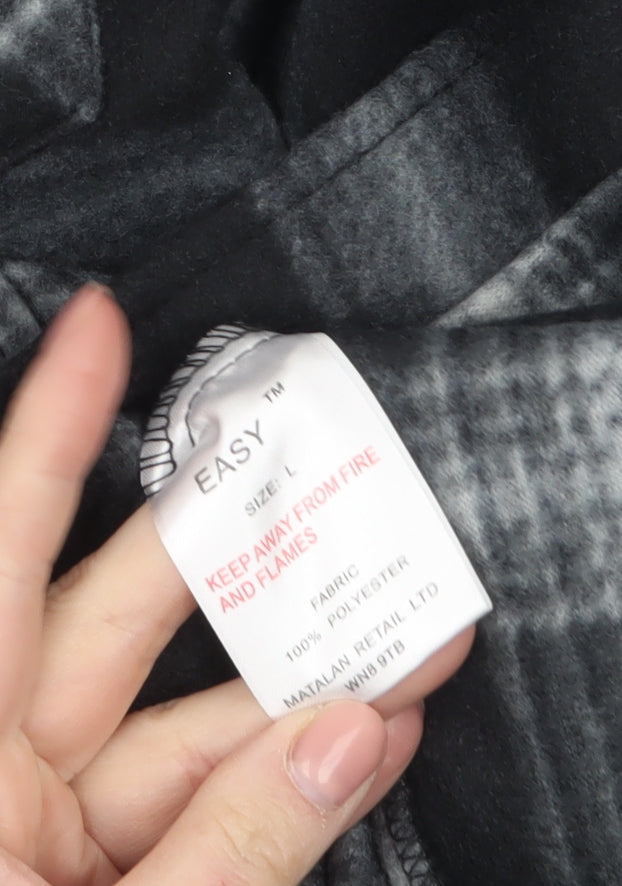 EASY ™
SIZE: L
KEEP AWAY FROM FIRE
AND FLAMES
FABRIC
100% POLYESTER
MATALAN RETAIL LTD
WN8 9TB